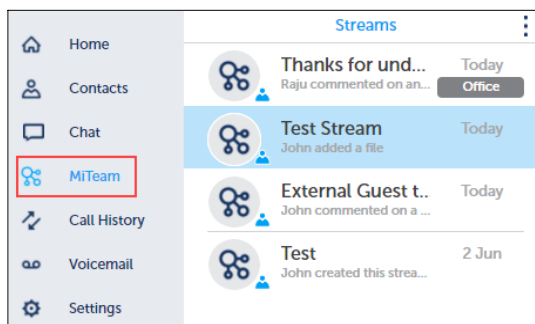 Home
Contacts
Chat
MiTeam
Call History
Voicemail
Settings
Streams
Thanks for und...
Today
Raju commented on an...
Office
Test Stream
Today
John added a file
External Guest t..
Today
John commented on a ...
Test
2 Jun
John created this strea...